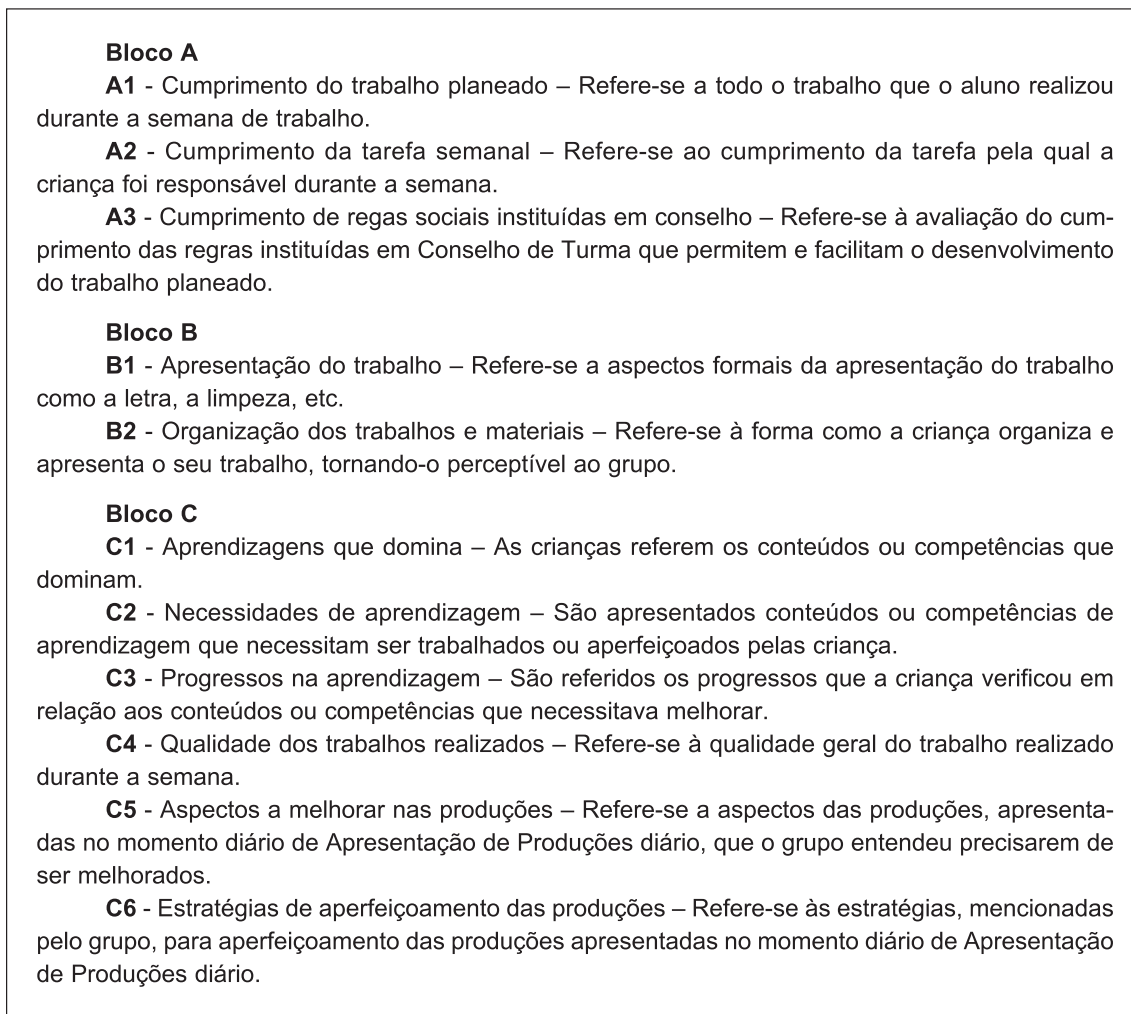 Bloco A
A1 - Cumprimento do trabalho planeado – Refere-se a todo o trabalho que o aluno realizou
durante a semana de trabalho.
A2 - Cumprimento da tarefa semanal – Refere-se ao cumprimento da tarefa pela qual a
criança foi responsável durante a semana.
A3 - Cumprimento de regas sociais instituídas em conselho – Refere-se à avaliação do cum-
primento das regras instituídas em Conselho de Turma que permitem e facilitam o desenvolvimento
do trabalho planeado.
Bloco B
B1 - Apresentação do trabalho – Refere-se a aspectos formais da apresentação do trabalho
como a letra, a limpeza, etc.
B2 - Organização dos trabalhos e materiais – Refere-se à forma como a criança organiza e
apresenta o seu trabalho, tornando-o perceptível ao grupo.
Bloco C
C1 - Aprendizagens que domina – As crianças referem os conteúdos ou competências que
dominam.
C2 - Necessidades de aprendizagem – São apresentados conteúdos ou competências de
aprendizagem que necessitam ser trabalhados ou aperfeiçoados pelas criança.
C3 - Progressos na aprendizagem – São referidos os progressos que a criança verificou em
relação aos conteúdos ou competências que necessitava melhorar.
C4 - Qualidade dos trabalhos realizados – Refere-se à qualidade geral do trabalho realizado
durante a semana.
C5 - Aspectos a melhorar nas produções – Refere-se a aspectos das produções, apresenta-
das no momento diário de Apresentação de Produções diário, que o grupo entendeu precisarem de
ser melhorados.
C6 - Estratégias de aperfeiçoamento das produções – Refere-se às estratégias, mencionadas
pelo grupo, para aperfeiçoamento das produções apresentadas no momento diário de Apresentação
de Produções diário.